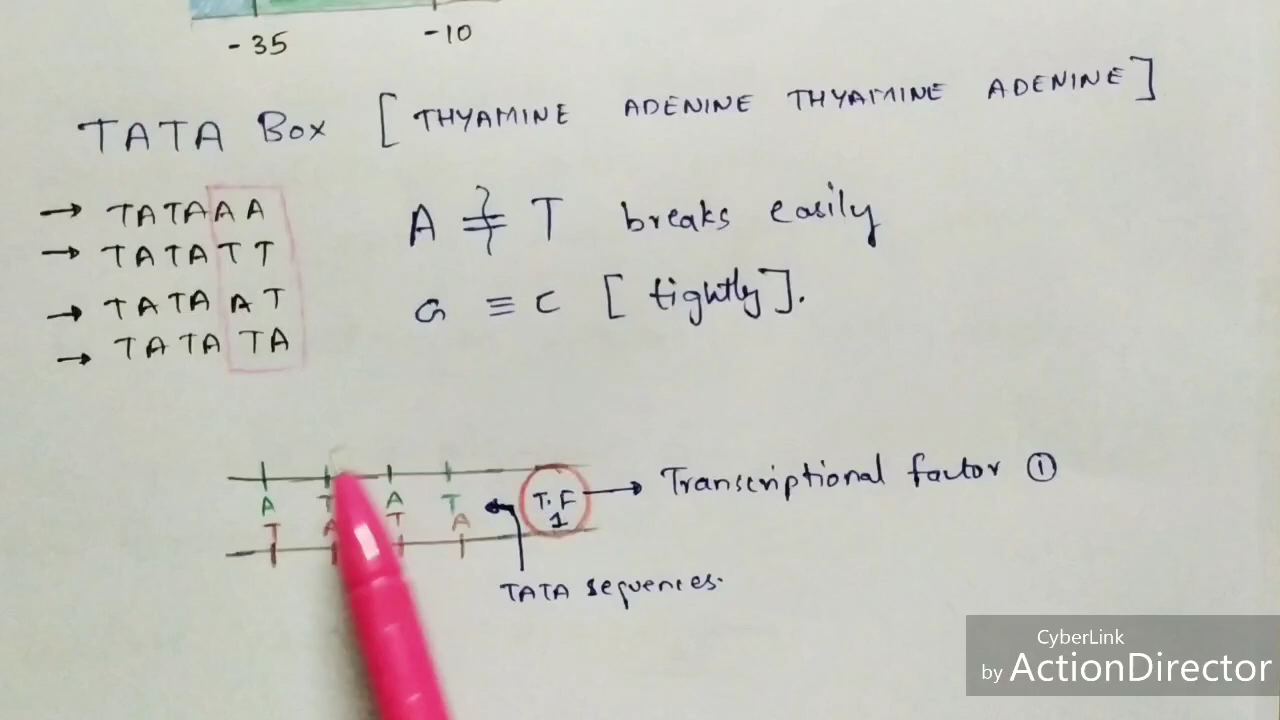 -35 -10
TATA Box [THYAMINE ADENINE THYAMINE ADENINE]
→ TATAAA
→ TATATT
→ TATAAT
→ TATATA
A = T breaks easily
G ≡ C [tightly].
A T A T
T A T A
T.F 1 → Transcriptional factor ①
TATA sequences.
CyberLink
by ActionDirector